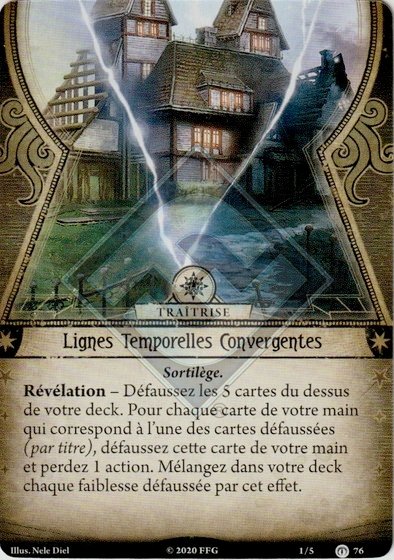 TRAÎTRISE
Lignes Temporelles Convergentes
Sortilège.
Révélation – Défaussez les 5 cartes du dessus
de votre deck. Pour chaque carte de votre main
qui correspond à l'une des cartes défaussées
(par titre), défaussez cette carte de votre main
et perdez 1 action. Mélangez dans votre deck
chaque faiblesse défaussée par cet effet.
Illus. Nele Diel © 2020 FFG 1/5 76